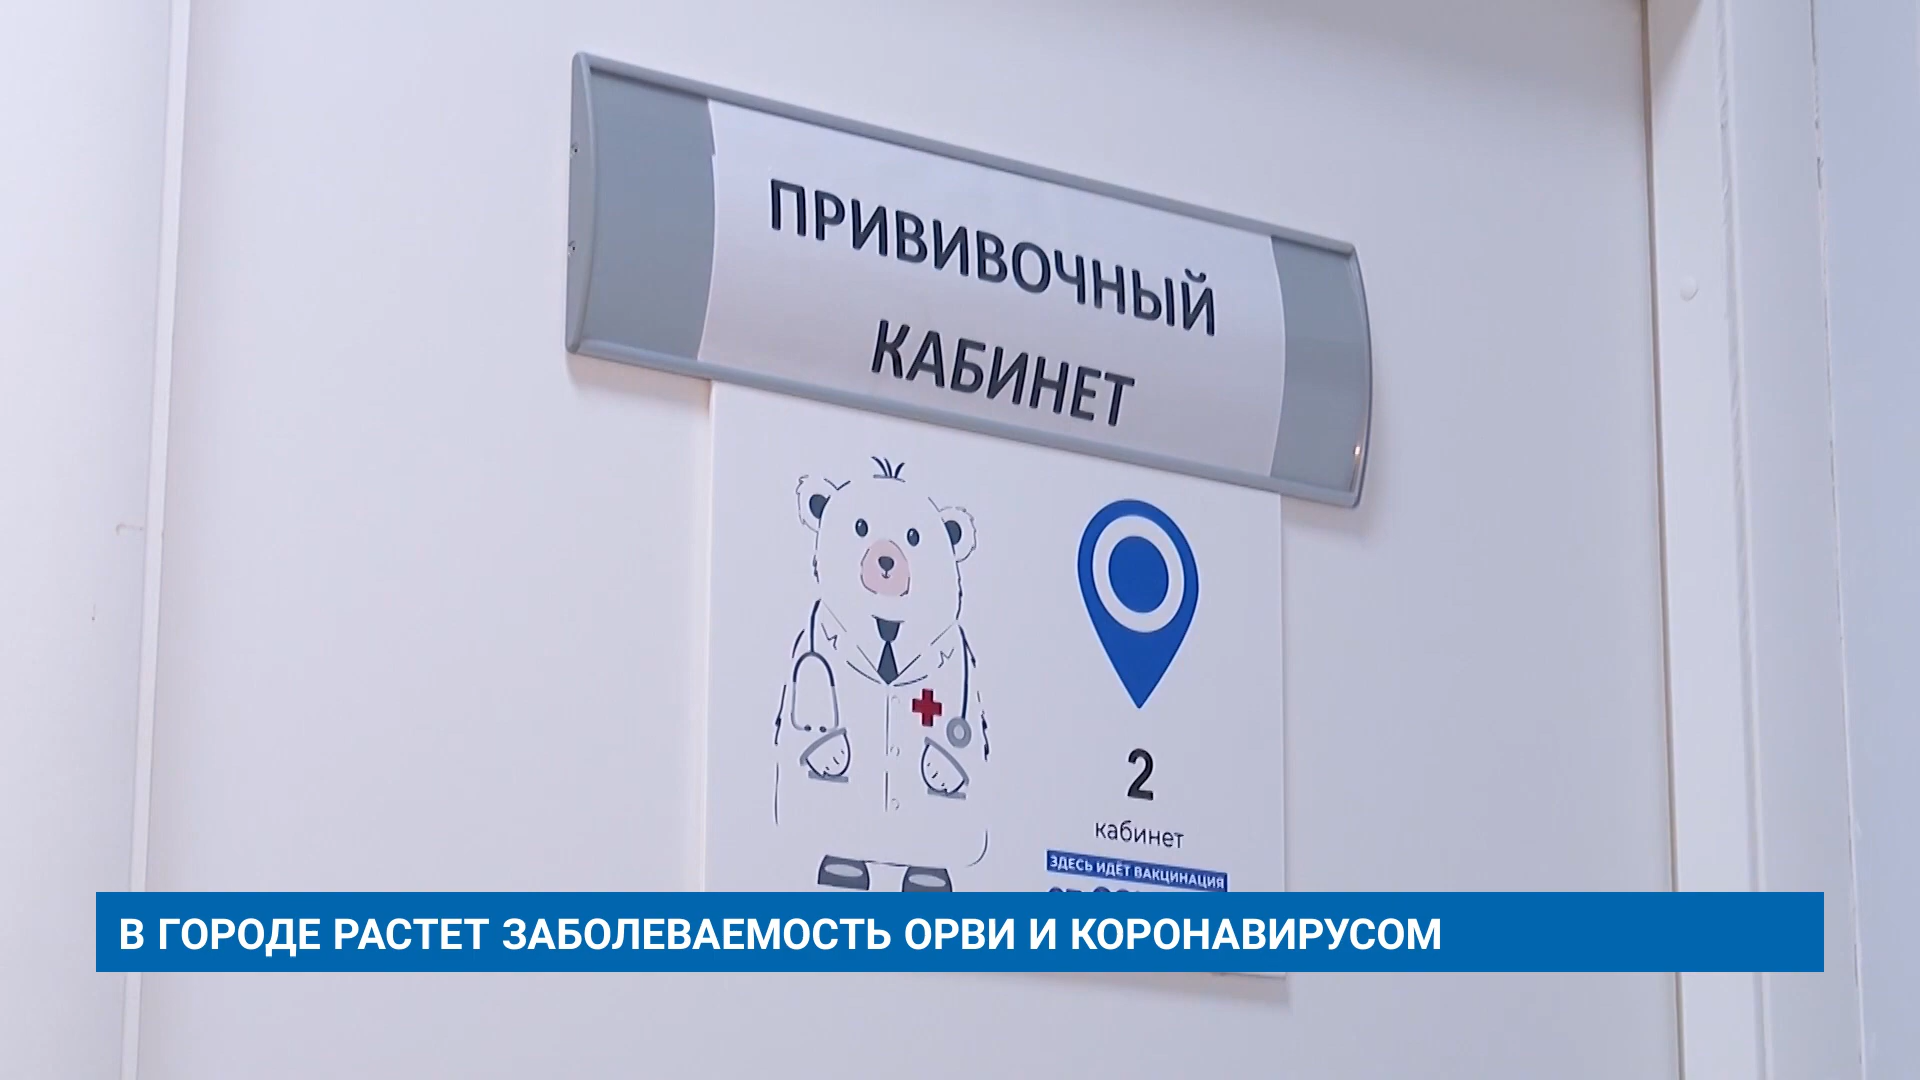 ПРИВИВОЧНЫЙ
КАБИНЕТ
2
кабинет
ЗДЕСЬ ИДЁТ ВАКЦИНАЦИЯ
В ГОРОДЕ РАСТЕТ ЗАБОЛЕВАЕМОСТЬ ОРВИ И КОРОНАВИРУСОМ